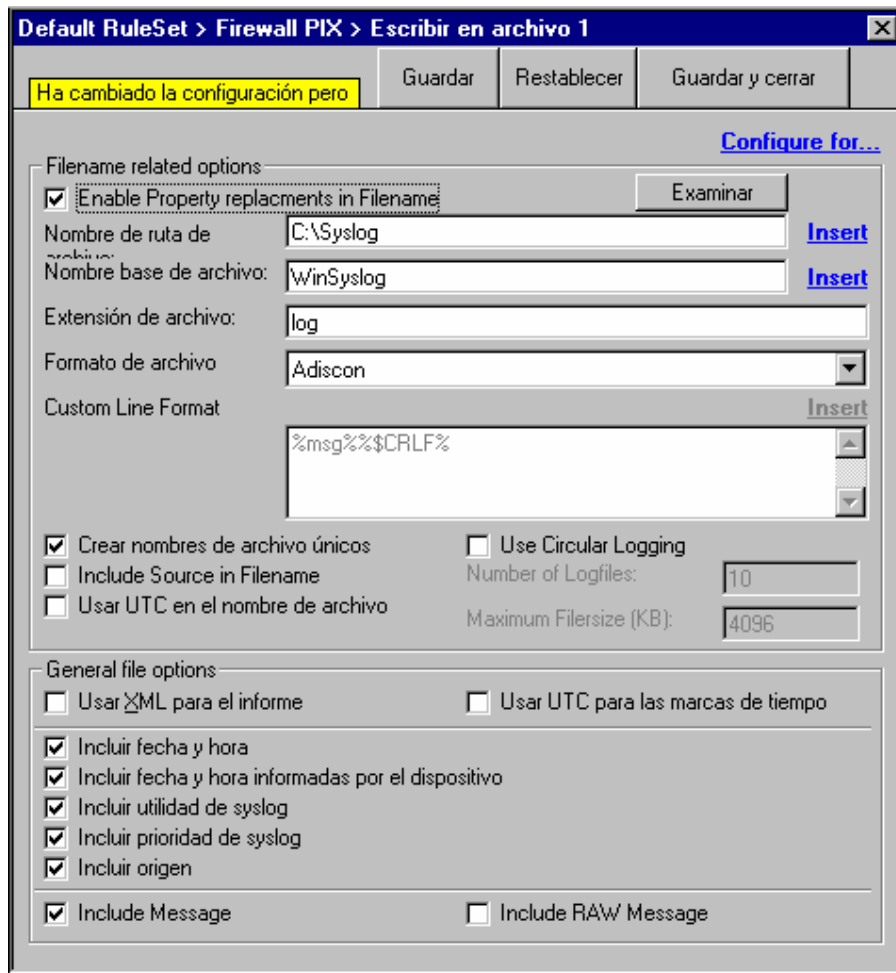 Default RuleSet > Firewall PIX > Escribir en archivo 1
Ha cambiado la configuración pero
Guardar
Restablecer
Guardar y cerrar
Configure for...
Filename related options
Enable Property replacments in Filename
Examinar
Nombre de ruta de
C:\Syslog
Insert
Nombre base de archivo:
WinSyslog
Insert
Extensión de archivo:
log
Formato de archivo
Adiscon
Custom Line Format
Insert
%msg%%$CRLF%
Crear nombres de archivo únicos
Use Circular Logging
Include Source in Filename
Number of Logfiles:
10
Usar UTC en el nombre de archivo
Maximum Filersize (KB):
4096
General file options
Usar XML para el informe
Usar UTC para las marcas de tiempo
Incluir fecha y hora
Incluir fecha y hora informadas por el dispositivo
Incluir utilidad de syslog
Incluir prioridad de syslog
Incluir origen
Include Message
Include RAW Message